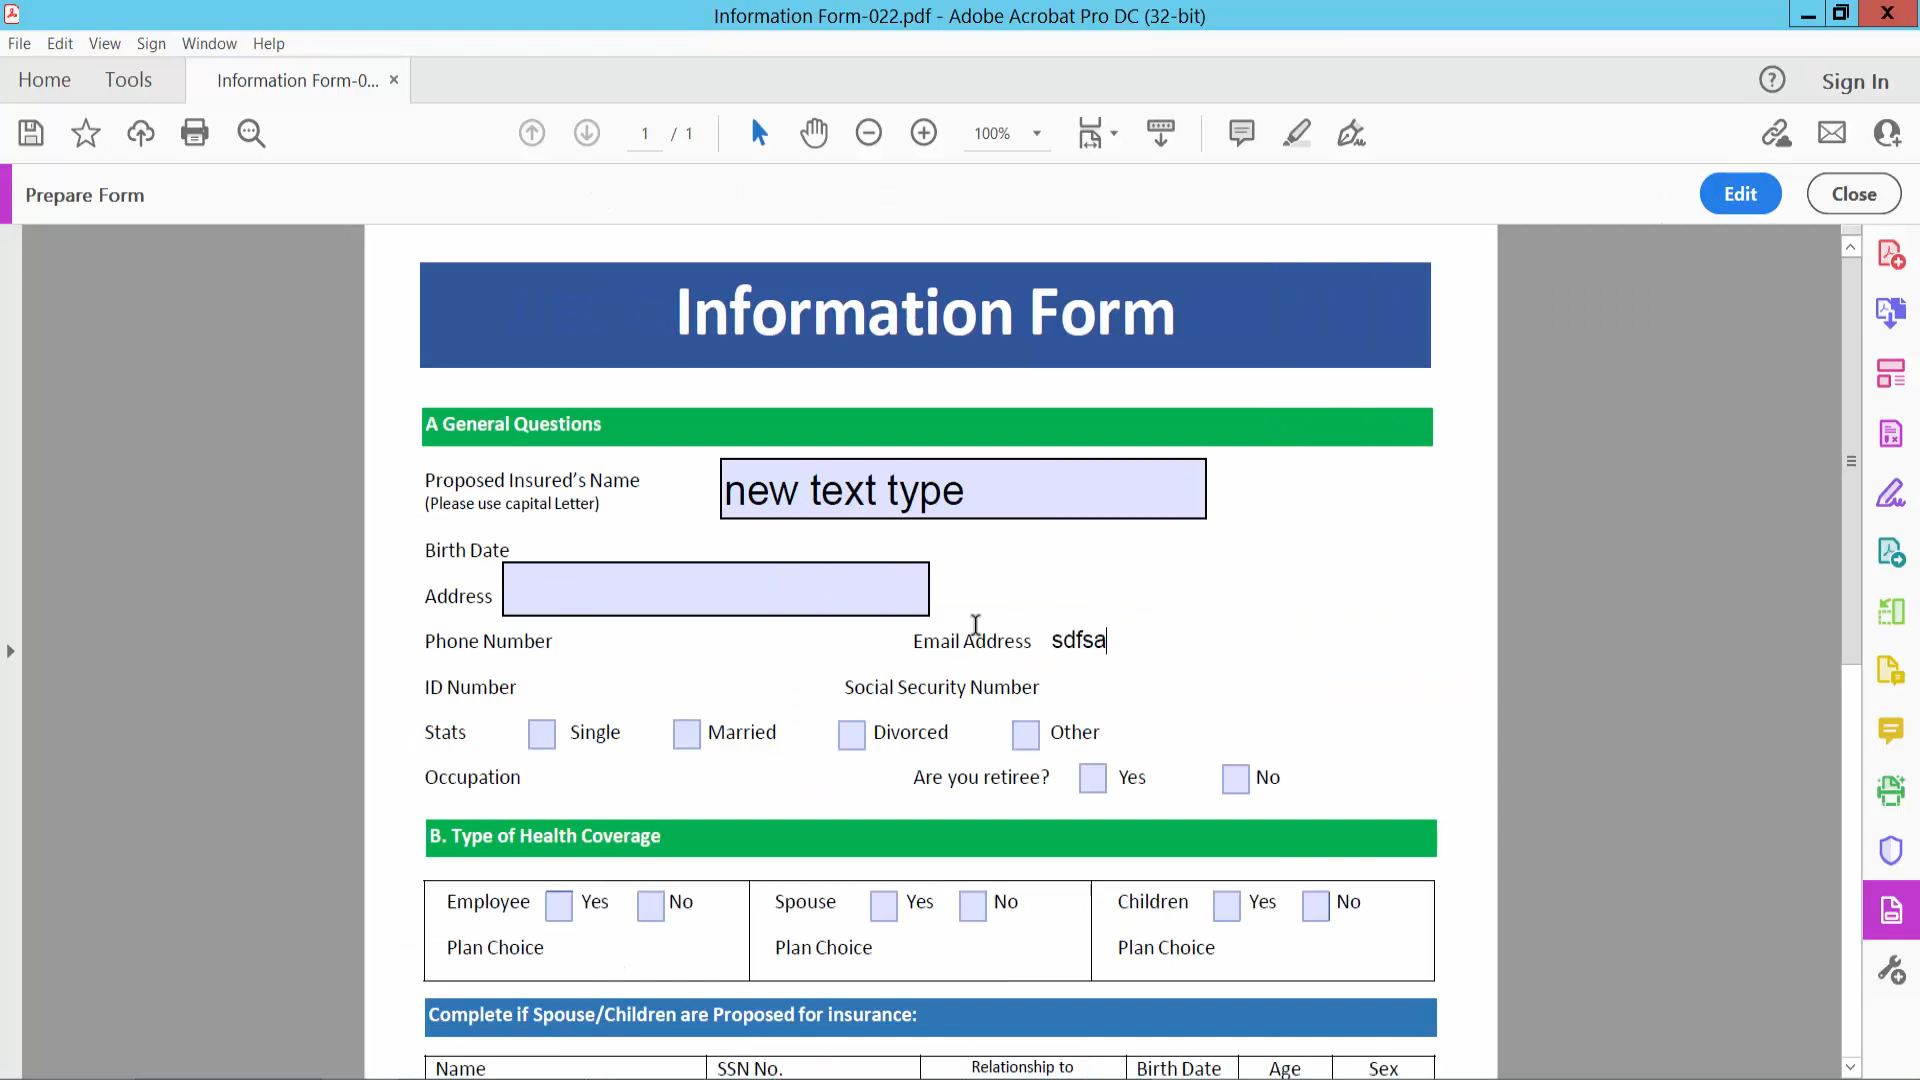 Information Form-022.pdf - Adobe Acrobat Pro DC (32-bit)
File Edit View Sign Window Help
Home Tools Information Form-0... × Sign In
1 / 1 100%
Prepare Form Edit Close
Information Form
A General Questions
Proposed Insured's Name new text type
(Please use capital Letter)
Birth Date
Address
Phone Number Email Address sdfsa
ID Number Social Security Number
Stats Single Married Divorced Other
Occupation Are you retiree? Yes No
B. Type of Health Coverage
Employee Yes No Spouse Yes No Children Yes No
Plan Choice Plan Choice Plan Choice
Complete if Spouse/Children are Proposed for insurance:
Name SSN No. Relationship to Birth Date Age Sex